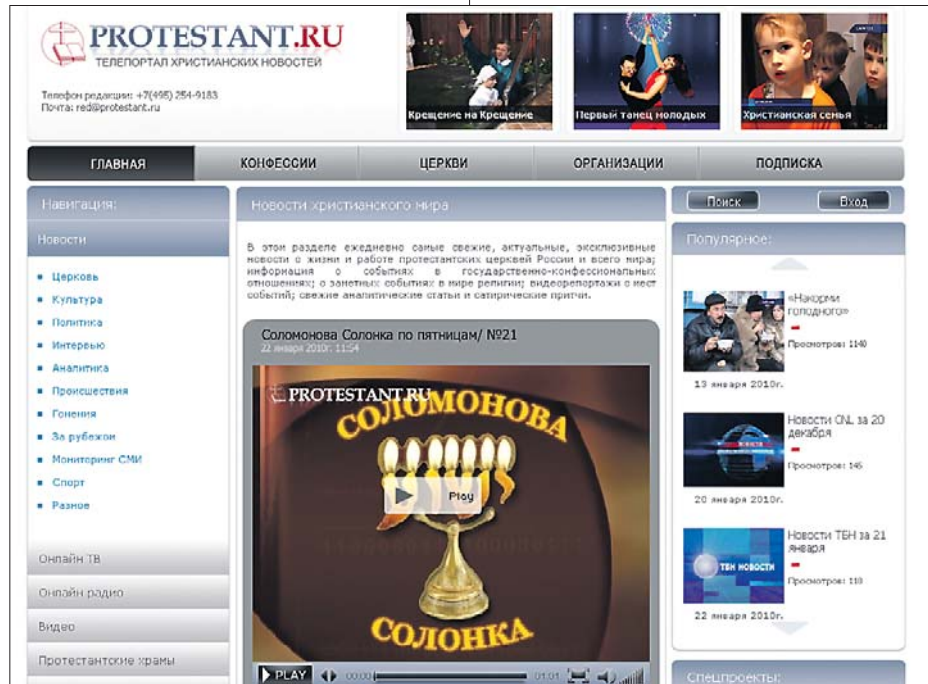 PROTESTANT.RU
ТЕЛЕПОРТАЛ ХРИСТИАНСКИХ НОВОСТЕЙ
Телефон редакции: +7(495) 254-9183
Почта: red@protestant.ru
Крещение на Крещение
Первый танец молодых
Христианская семья
ГЛАВНАЯ
КОНФЕССИИ
ЦЕРКВИ
ОРГАНИЗАЦИИ
ПОДПИСКА
Навигация:
Новости
Церковь
Культура
Политика
Интервью
Аналитика
Происшествия
Гонения
За рубежом
Мониторинг СМИ
Спорт
Разное
Онлайн ТВ
Онлайн радио
Видео
Протестантские храмы
Новости христианского мира
В этом разделе ежедневно самые свежие, актуальные, эксклюзивные
новости о жизни и работе протестантских церквей России и всего мира;
информация о событиях в государственно-конфессиональных
отношениях; о заметных событиях в мире религии; видеорепортажи с мест
событий; свежие аналитические статьи и сатирические притчи.
Соломонова Солонка по пятницам/ №21
22 января 2010г. 11:54
PROTESTANT.RU
СОЛОМОНОВА
Play
СОЛОНКА
PLAY
00:00
01:01
Поиск
Вход
Популярное:
«Накорми
голодного»
Просмотров: 1140
13 января 2010г.
Новости CNL за 20
декабря
Просмотров: 145
20 января 2010г.
Новости ТБН за 21
января
ТБН НОВОСТИ
Просмотров: 110
22 января 2010г.
Спецпроекты: